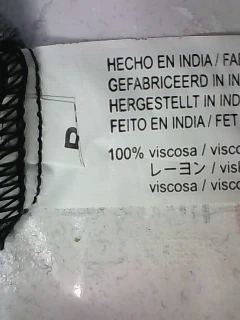 HECHO EN INDIA / FA
GEFABRICEERD IN IN
HERGESTELLT IN IND
FEITO EN INDIA / FET
D
100% viscosa / visco
レーヨン / visk
viscosa / visco